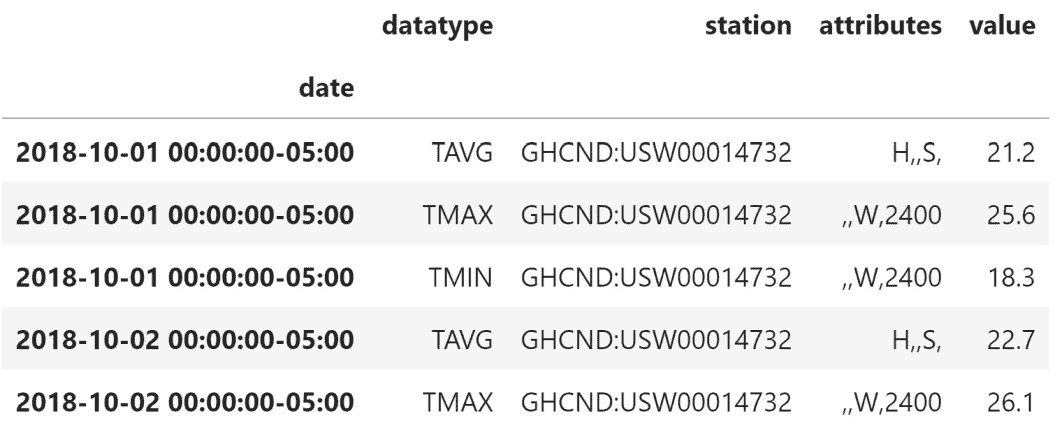 datatype station attributes value
date
2018-10-01 00:00:00-05:00 TAVG GHCND:USW00014732 H,,S, 21.2
2018-10-01 00:00:00-05:00 TMAX GHCND:USW00014732 ,,W,2400 25.6
2018-10-01 00:00:00-05:00 TMIN GHCND:USW00014732 ,,W,2400 18.3
2018-10-02 00:00:00-05:00 TAVG GHCND:USW00014732 H,,S, 22.7
2018-10-02 00:00:00-05:00 TMAX GHCND:USW00014732 ,,W,2400 26.1